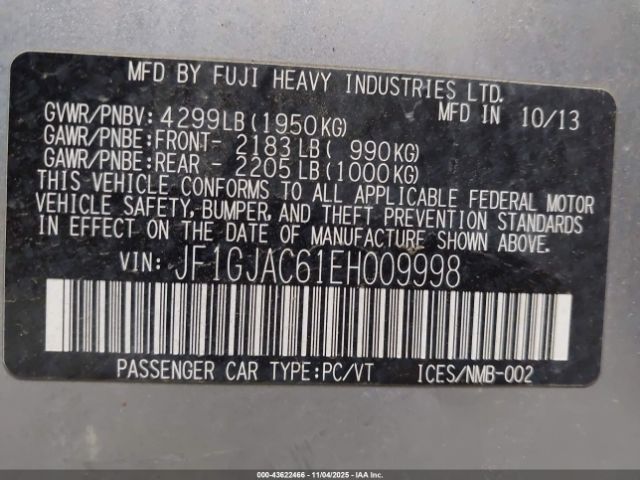 MFD BY FUJI HEAVY INDUSTRIES LTD.
MFD IN 10/13
GVWR/PNBV: 4299LB (1950KG)
GAWR/PNBE: FRONT- 2183 LB ( 990KG)
GAWR/PNBE: REAR - 2205 LB (1000KG)
THIS VEHICLE CONFORMS TO ALL APPLICABLE FEDERAL MOTOR
VEHICLE SAFETY, BUMPER, AND THEFT PREVENTION STANDARDS
IN EFFECT ON THE DATE OF MANUFACTURE SHOWN ABOVE.
VIN: JF1GJAC61EH009998
PASSENGER CAR TYPE:PC/VT ICES/NMB-002
000-43622466 - 11/04/2025 - IAA, Inc.